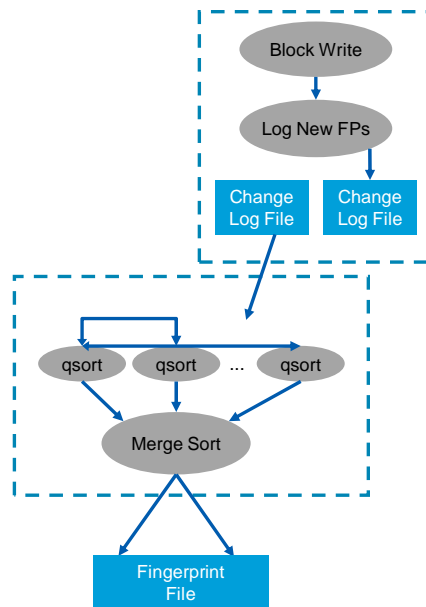 Block Write
Log New FPs
Change Change
Log File Log File
qsort qsort ... qsort
Merge Sort
Fingerprint
File